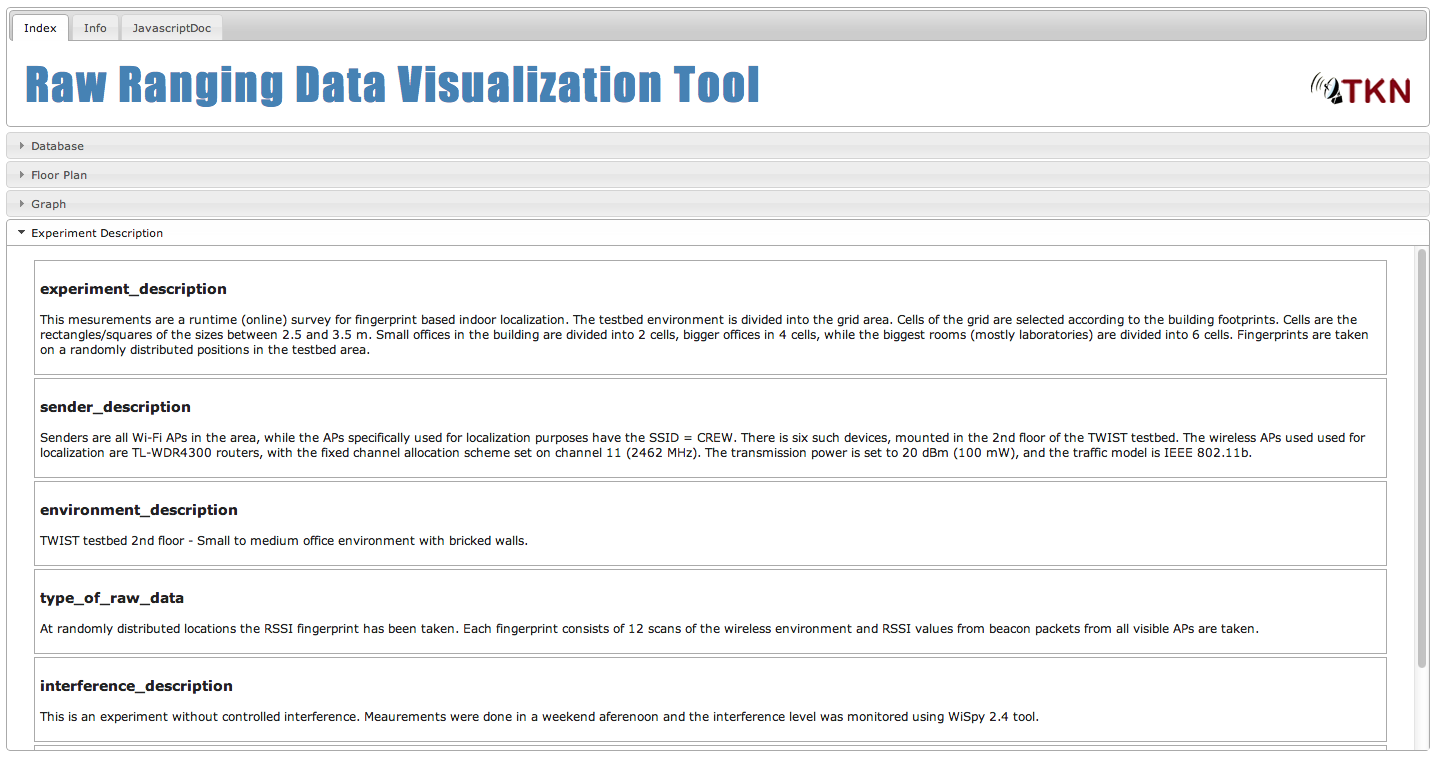 Index Info JavascriptDoc
Raw Ranging Data Visualization Tool
TKN
Database
Floor Plan
Graph
Experiment Description
experiment_description
This mesurements are a runtime (online) survey for fingerprint based indoor localization. The testbed environment is divided into the grid area. Cells of the grid are selected according to the building footprints. Cells are the
rectangles/squares of the sizes between 2.5 and 3.5 m. Small offices in the building are divided into 2 cells, bigger offices in 4 cells, while the biggest rooms (mostly laboratories) are divided into 6 cells. Fingerprints are taken
on a randomly distributed positions in the testbed area.
sender_description
Senders are all Wi-Fi APs in the area, while the APs specifically used for localization purposes have the SSID = CREW. There is six such devices, mounted in the 2nd floor of the TWIST testbed. The wireless APs used used for
localization are TL-WDR4300 routers, with the fixed channel allocation scheme set on channel 11 (2462 MHz). The transmission power is set to 20 dBm (100 mW), and the traffic model is IEEE 802.11b.
environment_description
TWIST testbed 2nd floor - Small to medium office environment with bricked walls.
type_of_raw_data
At randomly distributed locations the RSSI fingerprint has been taken. Each fingerprint consists of 12 scans of the wireless environment and RSSI values from beacon packets from all visible APs are taken.
interference_description
This is an experiment without controlled interference. Meaurements were done in a weekend aferenoon and the interference level was monitored using WiSpy 2.4 tool.